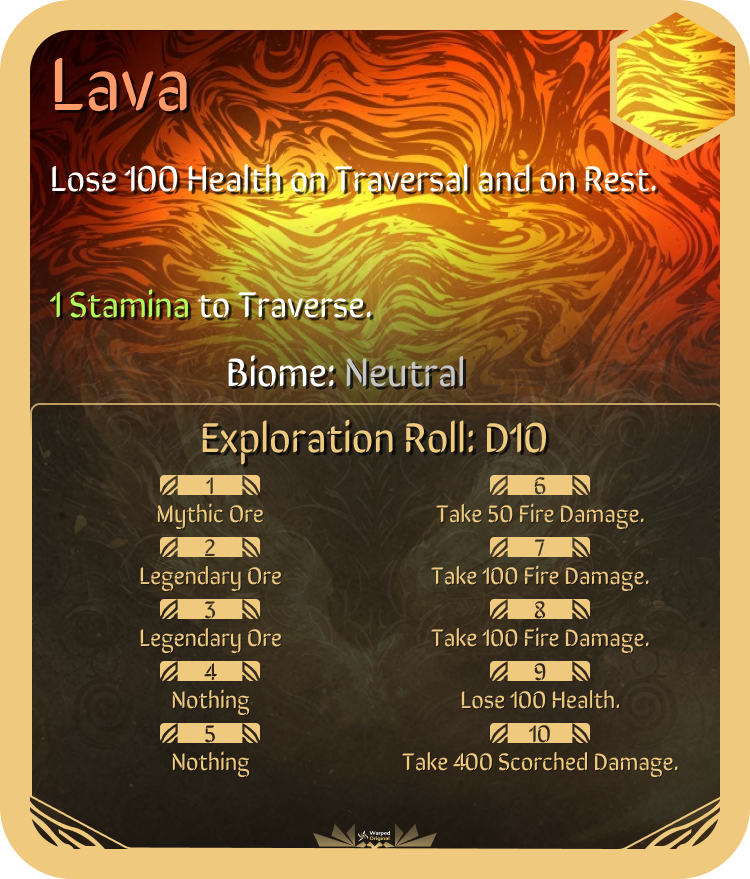 Lava
Lose 100 Health on Traversal and on Rest.
1 Stamina to Traverse.
Biome: Neutral
Exploration Roll: D10
1
Mythic Ore
2
Legendary Ore
3
Legendary Ore
4
Nothing
5
Nothing
6
Take 50 Fire Damage.
7
Take 100 Fire Damage.
8
Take 100 Fire Damage.
9
Lose 100 Health.
10
Take 400 Scorched Damage.
Warped
Original